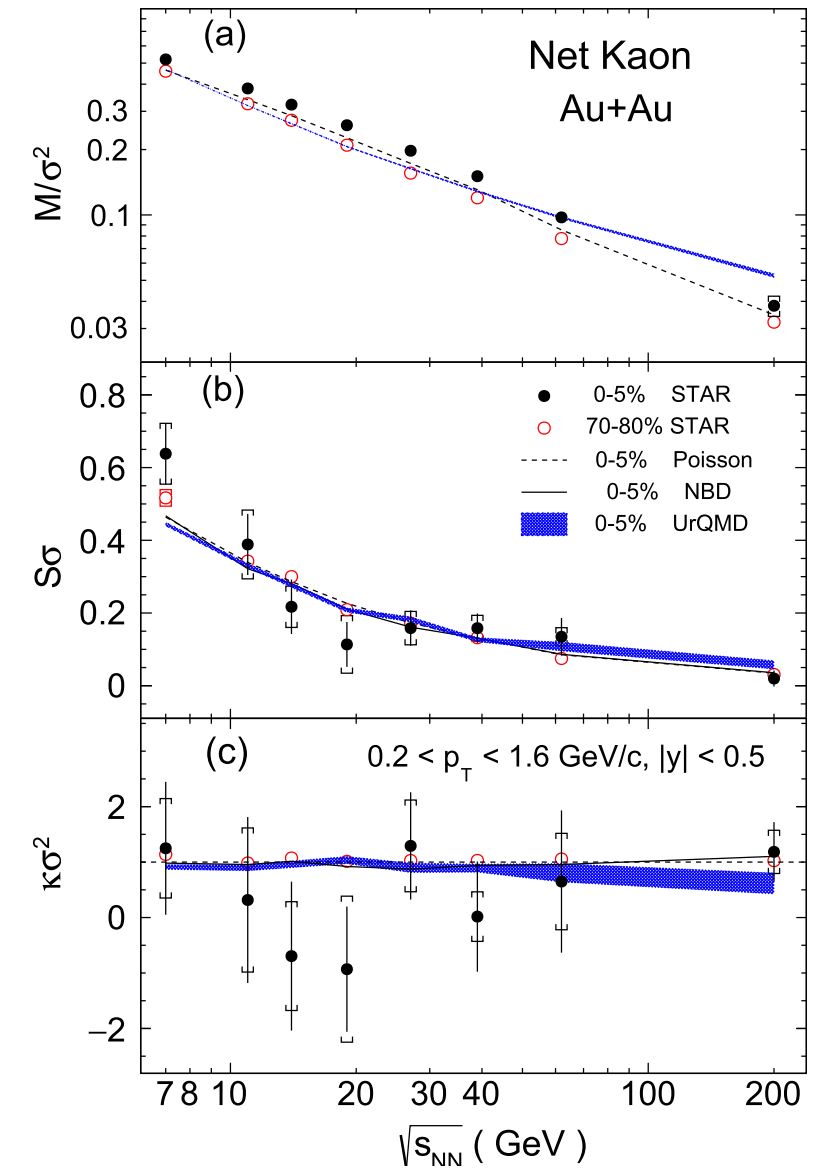 (a)
Net Kaon
Au+Au
M/σ²
0.3
0.2
0.1
0.03
(b)
0-5% STAR
70-80% STAR
0-5% Poisson
0-5% NBD
0-5% UrQMD
Sσ
0.8
0.6
0.4
0.2
0
(c)
0.2 < p_T < 1.6 GeV/c, |y| < 0.5
κσ²
2
0
−2
7 8 10 20 30 40 100 200
√s_NN ( GeV )